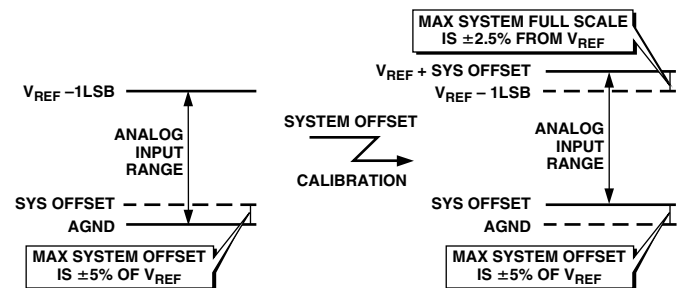 MAX SYSTEM FULL SCALE
IS ±2.5% FROM VREF
VREF + SYS OFFSET
VREF – 1LSB
VREF –1LSB
ANALOG
INPUT
RANGE
SYSTEM OFFSET
CALIBRATION
ANALOG
INPUT
RANGE
SYS OFFSET
AGND
SYS OFFSET
AGND
MAX SYSTEM OFFSET
IS ±5% OF VREF
MAX SYSTEM OFFSET
IS ±5% OF VREF